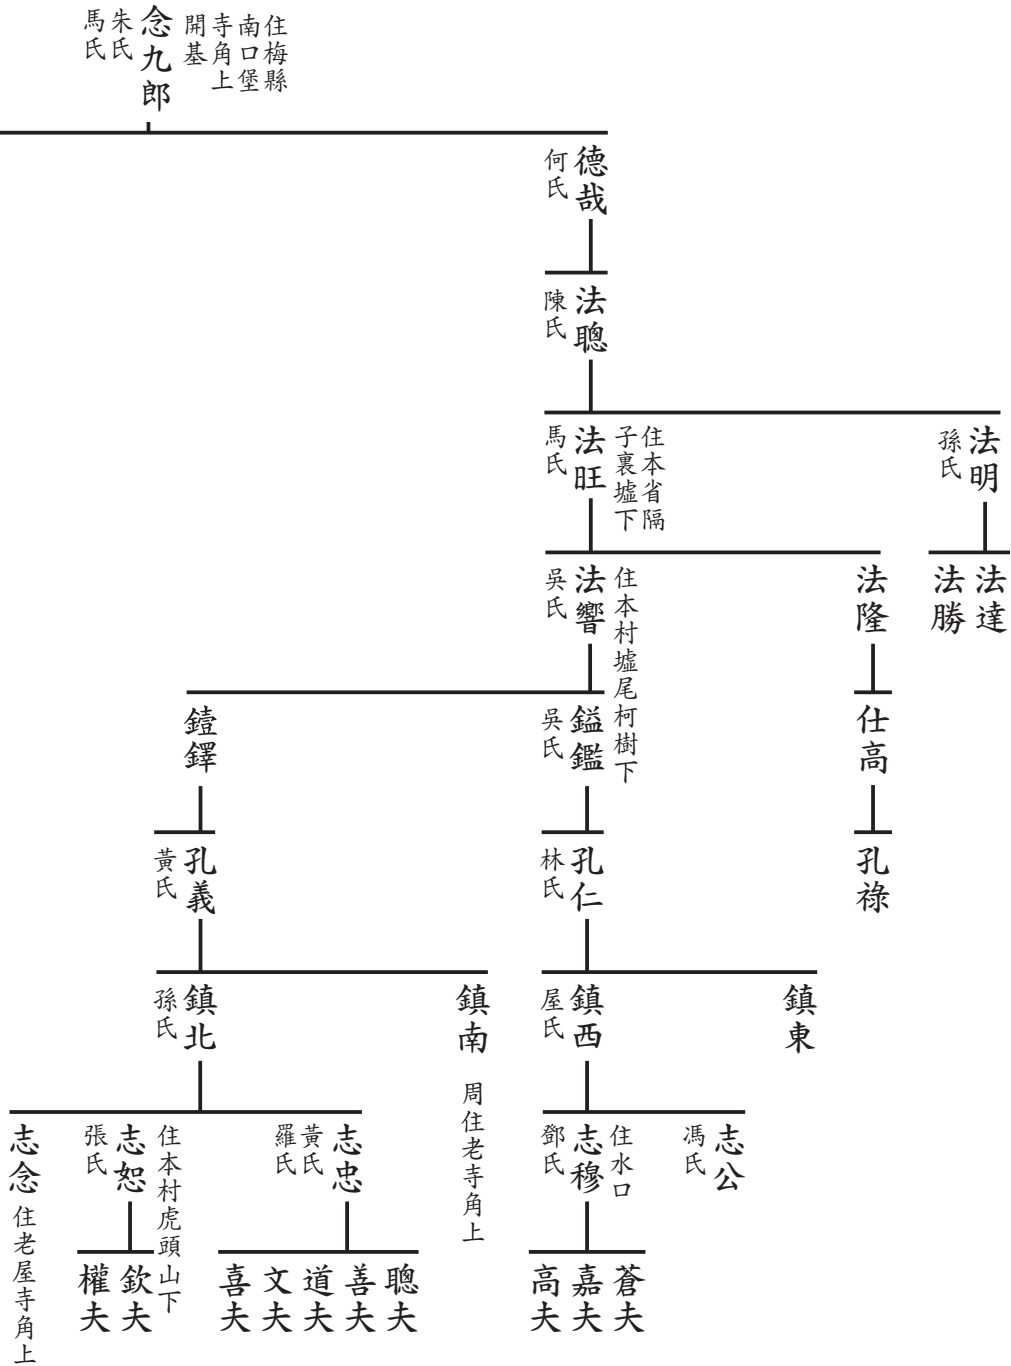 住梅縣
南口堡
寺角上
開基
念九郎
朱氏
馬氏
德哉
何氏
法聰
陳氏
法明
孫氏
住本省隔
子裏墟下
法旺
馬氏
法達
法勝
法隆
住本村墟尾柯樹下
法響
吳氏
仕高
鎰鑑
吳氏
鐀鐸
孔祿
孔仁
林氏
孔義
黃氏
鎮東
鎮西
屋氏
鎮南
周住老寺角上
鎮北
孫氏
志公
馮氏
住水口
志穆
鄧氏
志忠
黃氏
羅氏
住本村虎頭山下
志恕
張氏
志念
住老屋寺角上
蒼夫
嘉夫
高夫
聰夫
善夫
道夫
文夫
喜夫
欽夫
權夫